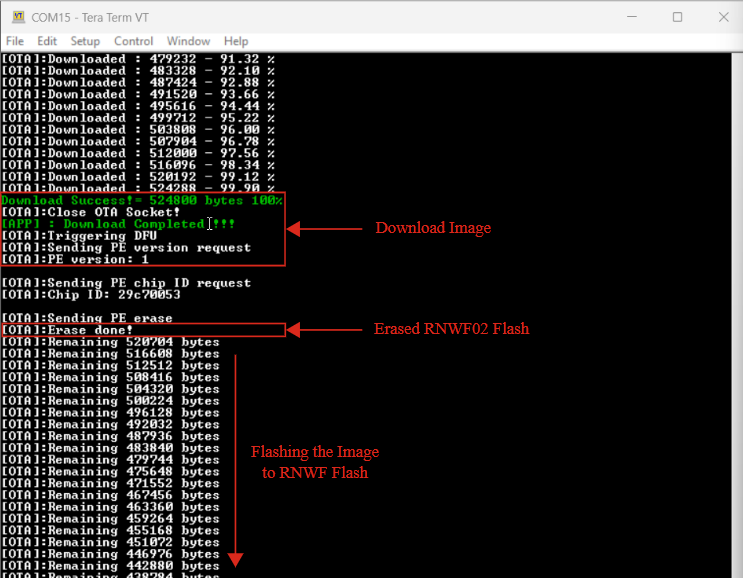 COM15 - Tera Term VT
File Edit Setup Control Window Help
[OTA]:Downloaded : 479232 - 91.32 %
[OTA]:Downloaded : 483328 - 92.10 %
[OTA]:Downloaded : 487424 - 92.88 %
[OTA]:Downloaded : 491520 - 93.66 %
[OTA]:Downloaded : 495616 - 94.44 %
[OTA]:Downloaded : 499712 - 95.22 %
[OTA]:Downloaded : 503808 - 96.00 %
[OTA]:Downloaded : 507904 - 96.78 %
[OTA]:Downloaded : 512000 - 97.56 %
[OTA]:Downloaded : 516096 - 98.34 %
[OTA]:Downloaded : 520192 - 99.12 %
[OTA]:Downloaded : 524288 - 99.90 %
Download Success!= 524800 bytes 100%
[OTA]:Close OTA Socket!
[APP] : Download Completed !!!!
[OTA]:Triggering DFU
[OTA]:Sending PE version request
[OTA]:PE version: 1
Download Image
[OTA]:Sending PE chip ID request
[OTA]:Chip ID: 29c70053
[OTA]:Sending PE erase
[OTA]:Erase done!
Erased RNWF02 Flash
[OTA]:Remaining 520704 bytes
[OTA]:Remaining 516608 bytes
[OTA]:Remaining 512512 bytes
[OTA]:Remaining 508416 bytes
[OTA]:Remaining 504320 bytes
[OTA]:Remaining 500224 bytes
[OTA]:Remaining 496128 bytes
[OTA]:Remaining 492032 bytes
[OTA]:Remaining 487936 bytes
[OTA]:Remaining 483840 bytes
[OTA]:Remaining 479744 bytes
[OTA]:Remaining 475648 bytes
[OTA]:Remaining 471552 bytes
[OTA]:Remaining 467456 bytes
[OTA]:Remaining 463360 bytes
[OTA]:Remaining 459264 bytes
[OTA]:Remaining 455168 bytes
[OTA]:Remaining 451072 bytes
[OTA]:Remaining 446976 bytes
[OTA]:Remaining 442880 bytes
[OTA]:Remaining 438784 bytes
Flashing the Image
to RNWF Flash